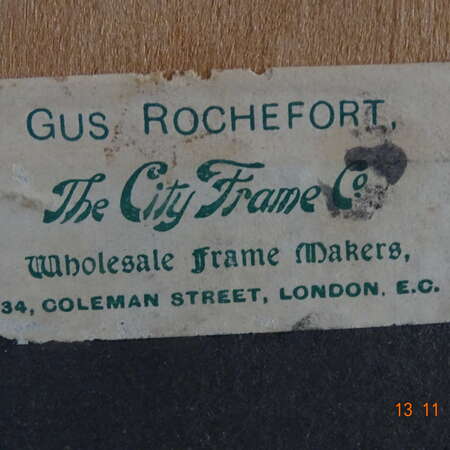 GUS ROCHEFORT,
The City Frame Co
Wholesale Frame Makers,
34, COLEMAN STREET, LONDON, E.C.
13 11